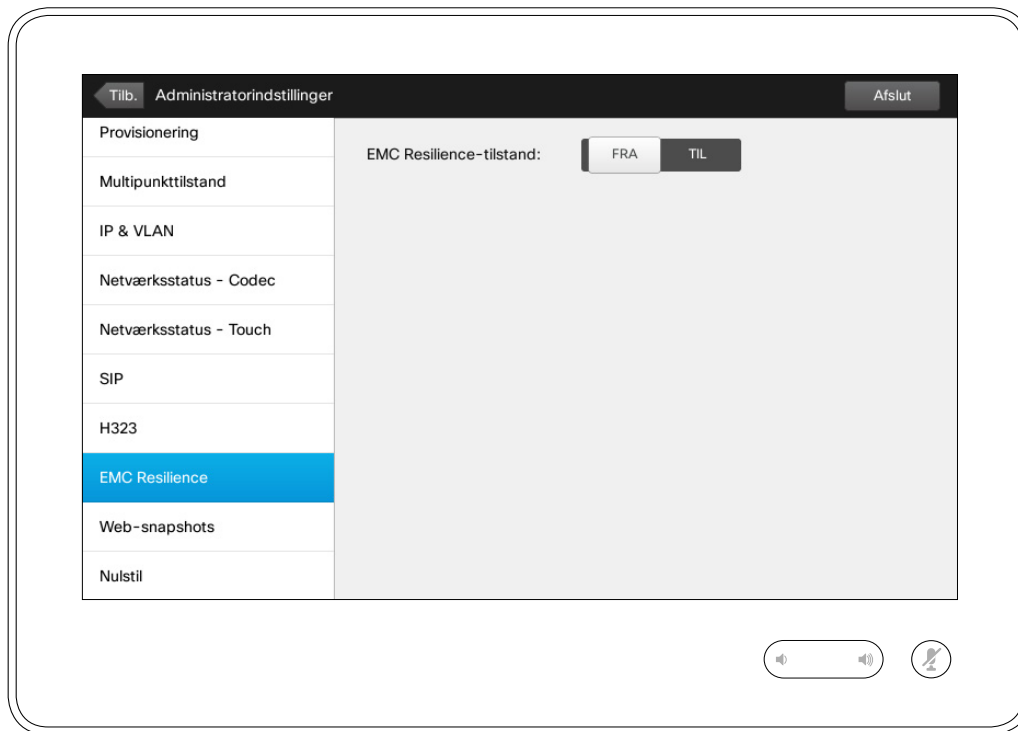 Tilb. Administratorindstillinger Afslut
Provisionering
EMC Resilience-tilstand: FRA TIL
Multipunkttilstand
IP & VLAN
Netværksstatus - Codec
Netværksstatus - Touch
SIP
H323
EMC Resilience
Web-snapshots
Nulstil